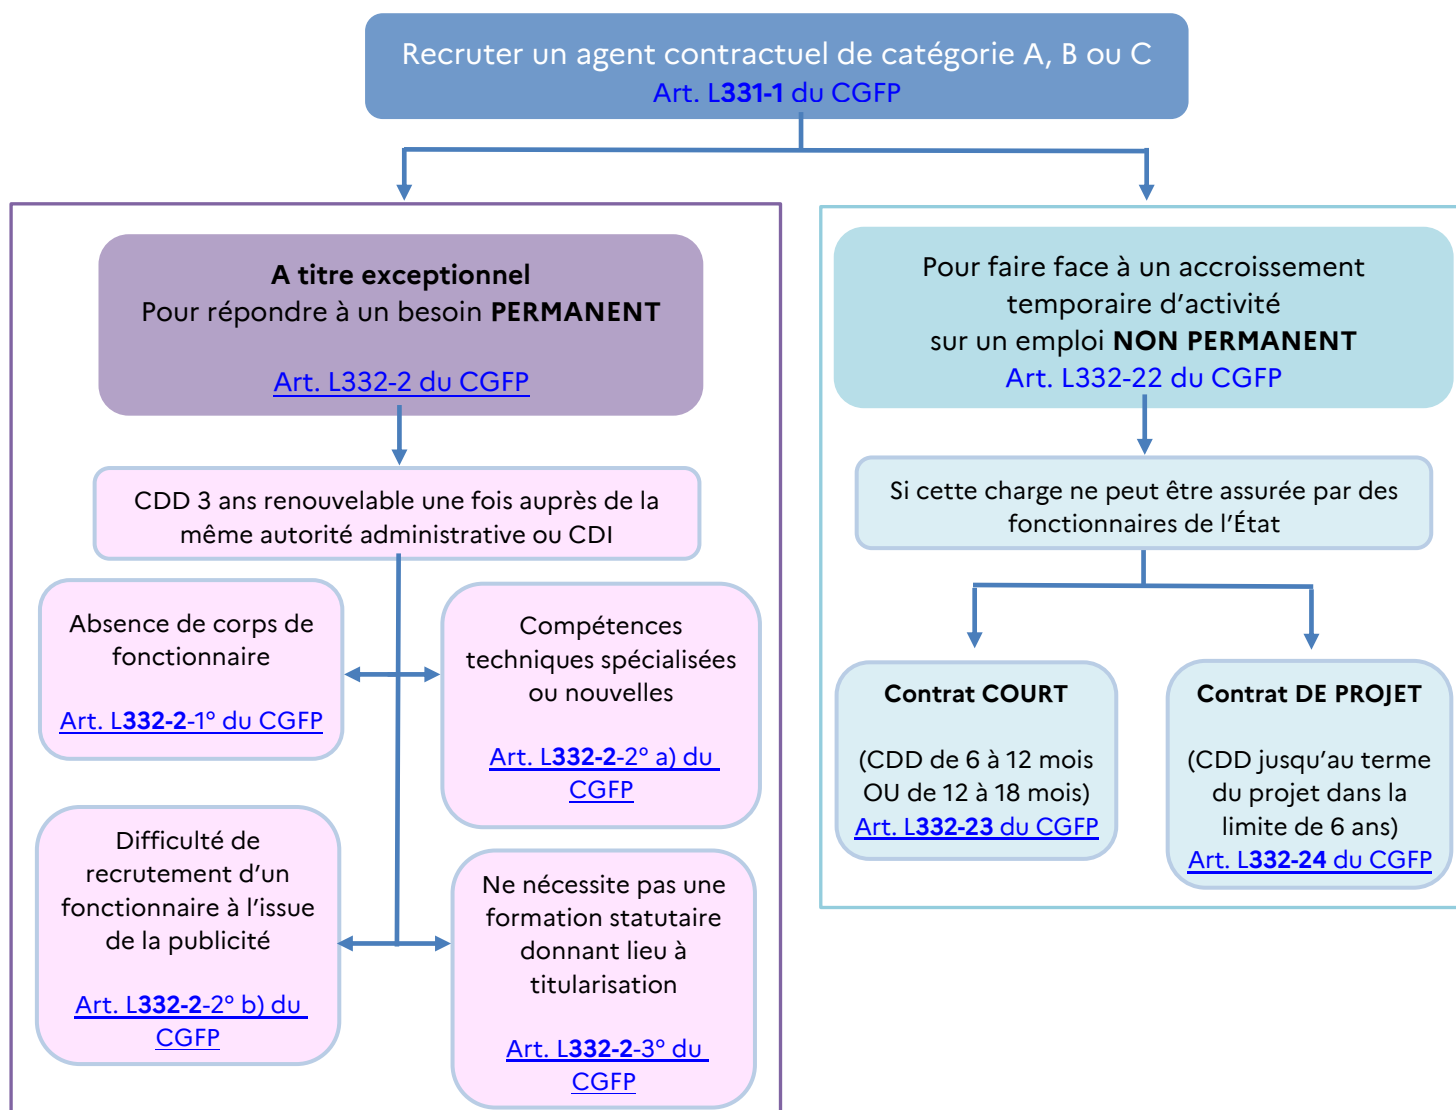 Recruter un agent contractuel de catégorie A, B ou C
Art. L331-1 du CGFP
A titre exceptionnel
Pour répondre à un besoin PERMANENT
Art. L332-2 du CGFP
CDD 3 ans renouvelable une fois auprès de la
même autorité administrative ou CDI
Absence de corps de
fonctionnaire
Art. L332-2-1° du CGFP
Compétences
techniques spécialisées
ou nouvelles
Art. L332-2-2° a) du
CGFP
Difficulté de
recrutement d’un
fonctionnaire à l’issue
de la publicité
Art. L332-2-2° b) du
CGFP
Ne nécessite pas une
formation statutaire
donnant lieu à
titularisation
Art. L332-2-3° du
CGFP
Pour faire face à un accroissement
temporaire d’activité
sur un emploi NON PERMANENT
Art. L332-22 du CGFP
Si cette charge ne peut être assurée par des
fonctionnaires de l’État
Contrat COURT
(CDD de 6 à 12 mois
OU de 12 à 18 mois)
Art. L332-23 du CGFP
Contrat DE PROJET
(CDD jusqu’au terme
du projet dans la
limite de 6 ans)
Art. L332-24 du CGFP